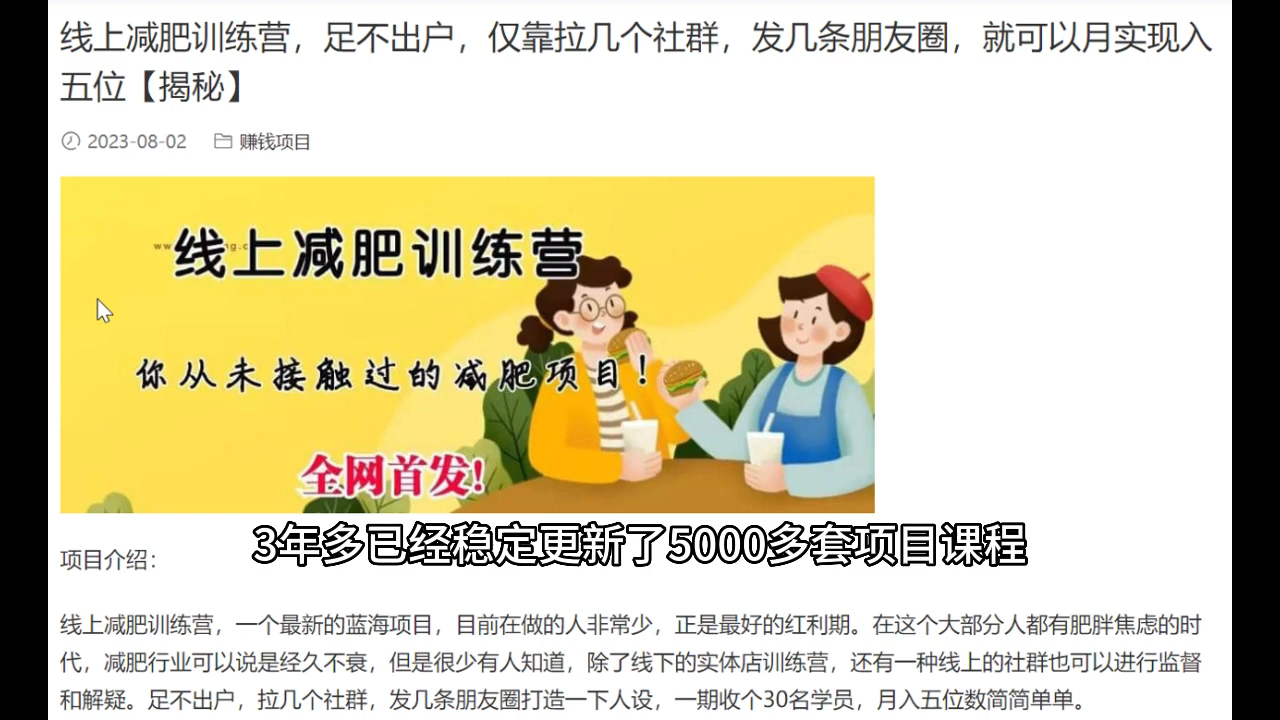 线上减肥训练营，足不出户，仅靠拉几个社群，发几条朋友圈，就可以月实现入
五位【揭秘】
2023-08-02 赚钱项目
线上减肥训练营
你从未接触过的减肥项目！
全网首发!
3年多已经稳定更新了5000多套项目课程
项目介绍：
线上减肥训练营，一个最新的蓝海项目，目前在做的人非常少，正是最好的红利期。在这个大部分人都有肥胖焦虑的时
代，减肥行业可以说是经久不衰，但是很少有人知道，除了线下的实体店训练营，还有一种线上的社群也可以进行监督
和解疑。足不出户，拉几个社群，发几条朋友圈打造一下人设，一期收个30名学员，月入五位数简简单单。